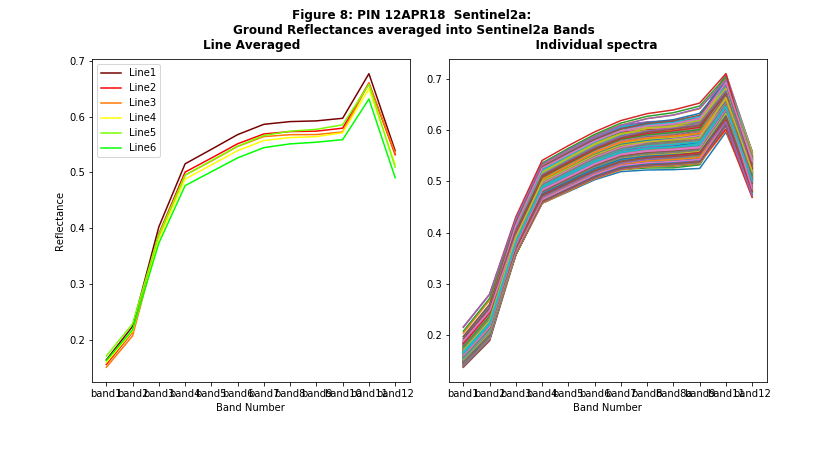 Figure 8: PIN 12APR18  Sentinel2a:
Ground Reflectances averaged into Sentinel2a Bands
Line Averaged
Individual spectra
0.7
0.6
0.5
0.4
0.3
0.2
Reflectance
Line1
Line2
Line3
Line4
Line5
Line6
band1 band2 band3 band4 band5 band6 band7 band8 band9 band10 band11 band12
Band Number
0.7
0.6
0.5
0.4
0.3
0.2
band1 band2 band3 band4 band5 band6 band7 band8 band8a band9 band11 band12
Band Number